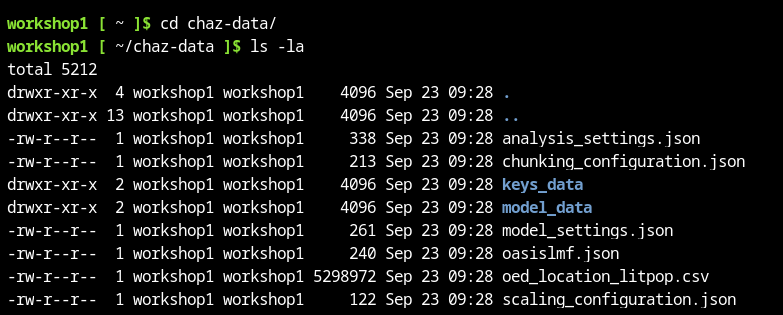 workshop1 [ ~ ]$ cd chaz-data/
workshop1 [ ~/chaz-data ]$ ls -la
total 5212
drwxr-xr-x  4 workshop1 workshop1    4096 Sep 23 09:28 .
drwxr-xr-x 13 workshop1 workshop1    4096 Sep 23 09:28 ..
-rw-r--r--  1 workshop1 workshop1     338 Sep 23 09:28 analysis_settings.json
-rw-r--r--  1 workshop1 workshop1     213 Sep 23 09:28 chunking_configuration.json
drwxr-xr-x  2 workshop1 workshop1    4096 Sep 23 09:28 keys_data
drwxr-xr-x  2 workshop1 workshop1    4096 Sep 23 09:28 model_data
-rw-r--r--  1 workshop1 workshop1     261 Sep 23 09:28 model_settings.json
-rw-r--r--  1 workshop1 workshop1     240 Sep 23 09:28 oasislmf.json
-rw-r--r--  1 workshop1 workshop1 5298972 Sep 23 09:28 oed_location_litpop.csv
-rw-r--r--  1 workshop1 workshop1     122 Sep 23 09:28 scaling_configuration.json